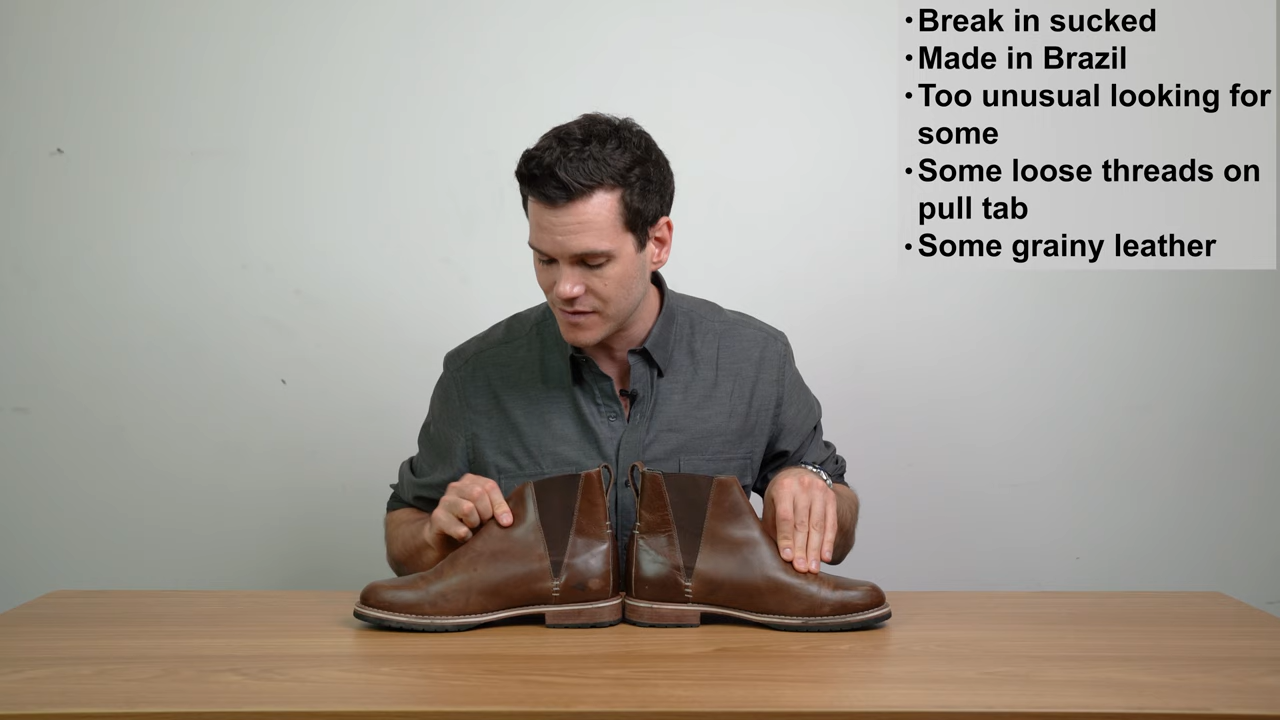 • Break in sucked
• Made in Brazil
• Too unusual looking for
some
• Some loose threads on
pull tab
• Some grainy leather